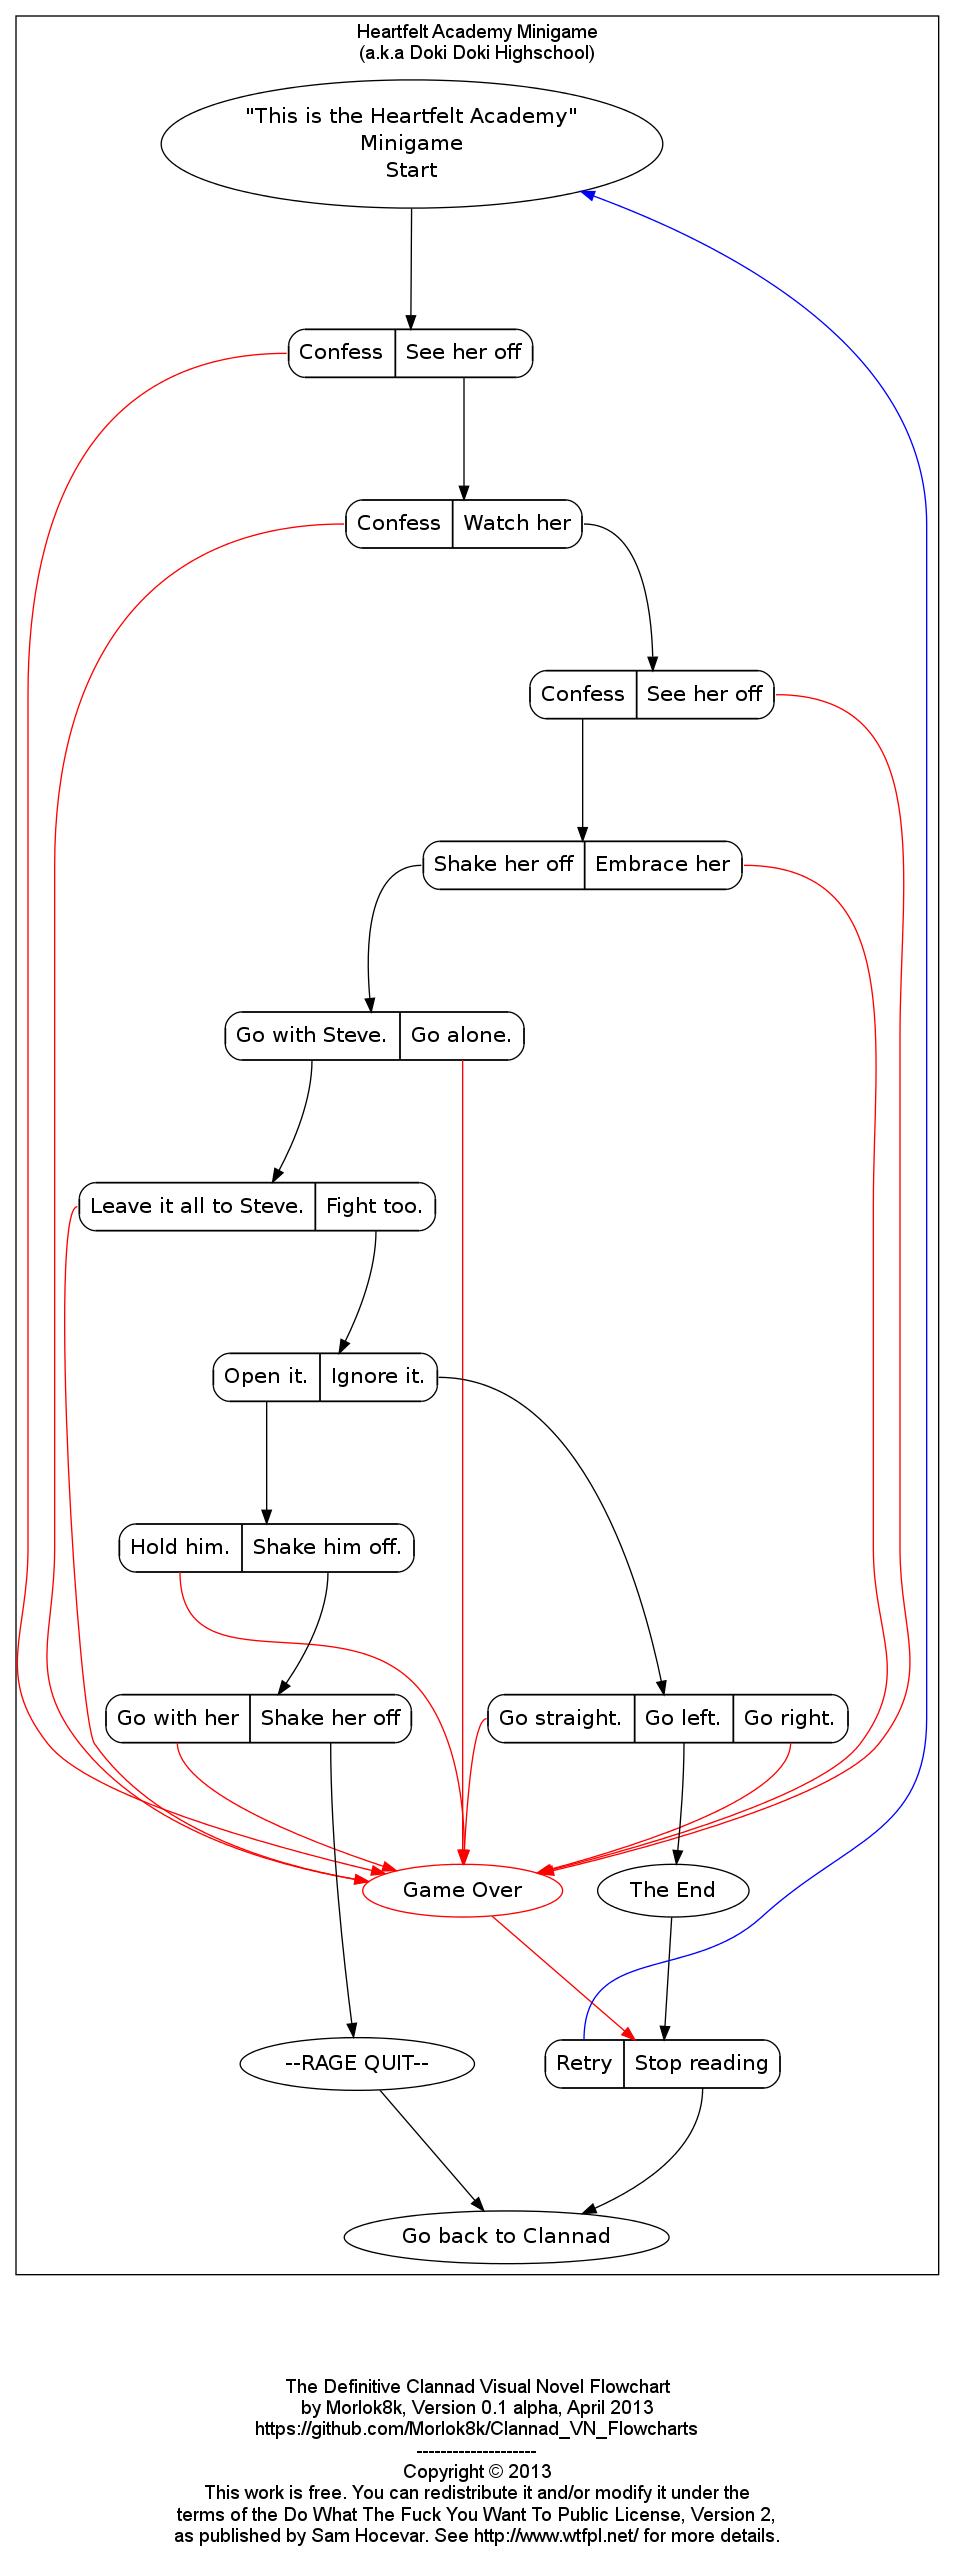 Heartfelt Academy Minigame
(a.k.a Doki Doki Highschool)
"This is the Heartfelt Academy"
Minigame
Start
Confess See her off
Confess Watch her
Confess See her off
Shake her off Embrace her
Go with Steve. Go alone.
Leave it all to Steve. Fight too.
Open it. Ignore it.
Hold him. Shake him off.
Go with her Shake her off
Go straight. Go left. Go right.
Game Over
The End
--RAGE QUIT--
Retry Stop reading
Go back to Clannad
The Definitive Clannad Visual Novel Flowchart
by Morlok8k, Version 0.1 alpha, April 2013
https://github.com/Morlok8k/Clannad_VN_Flowcharts
--------------------
Copyright © 2013
This work is free. You can redistribute it and/or modify it under the
terms of the Do What The Fuck You Want To Public License, Version 2,
as published by Sam Hocevar. See http://www.wtfpl.net/ for more details.